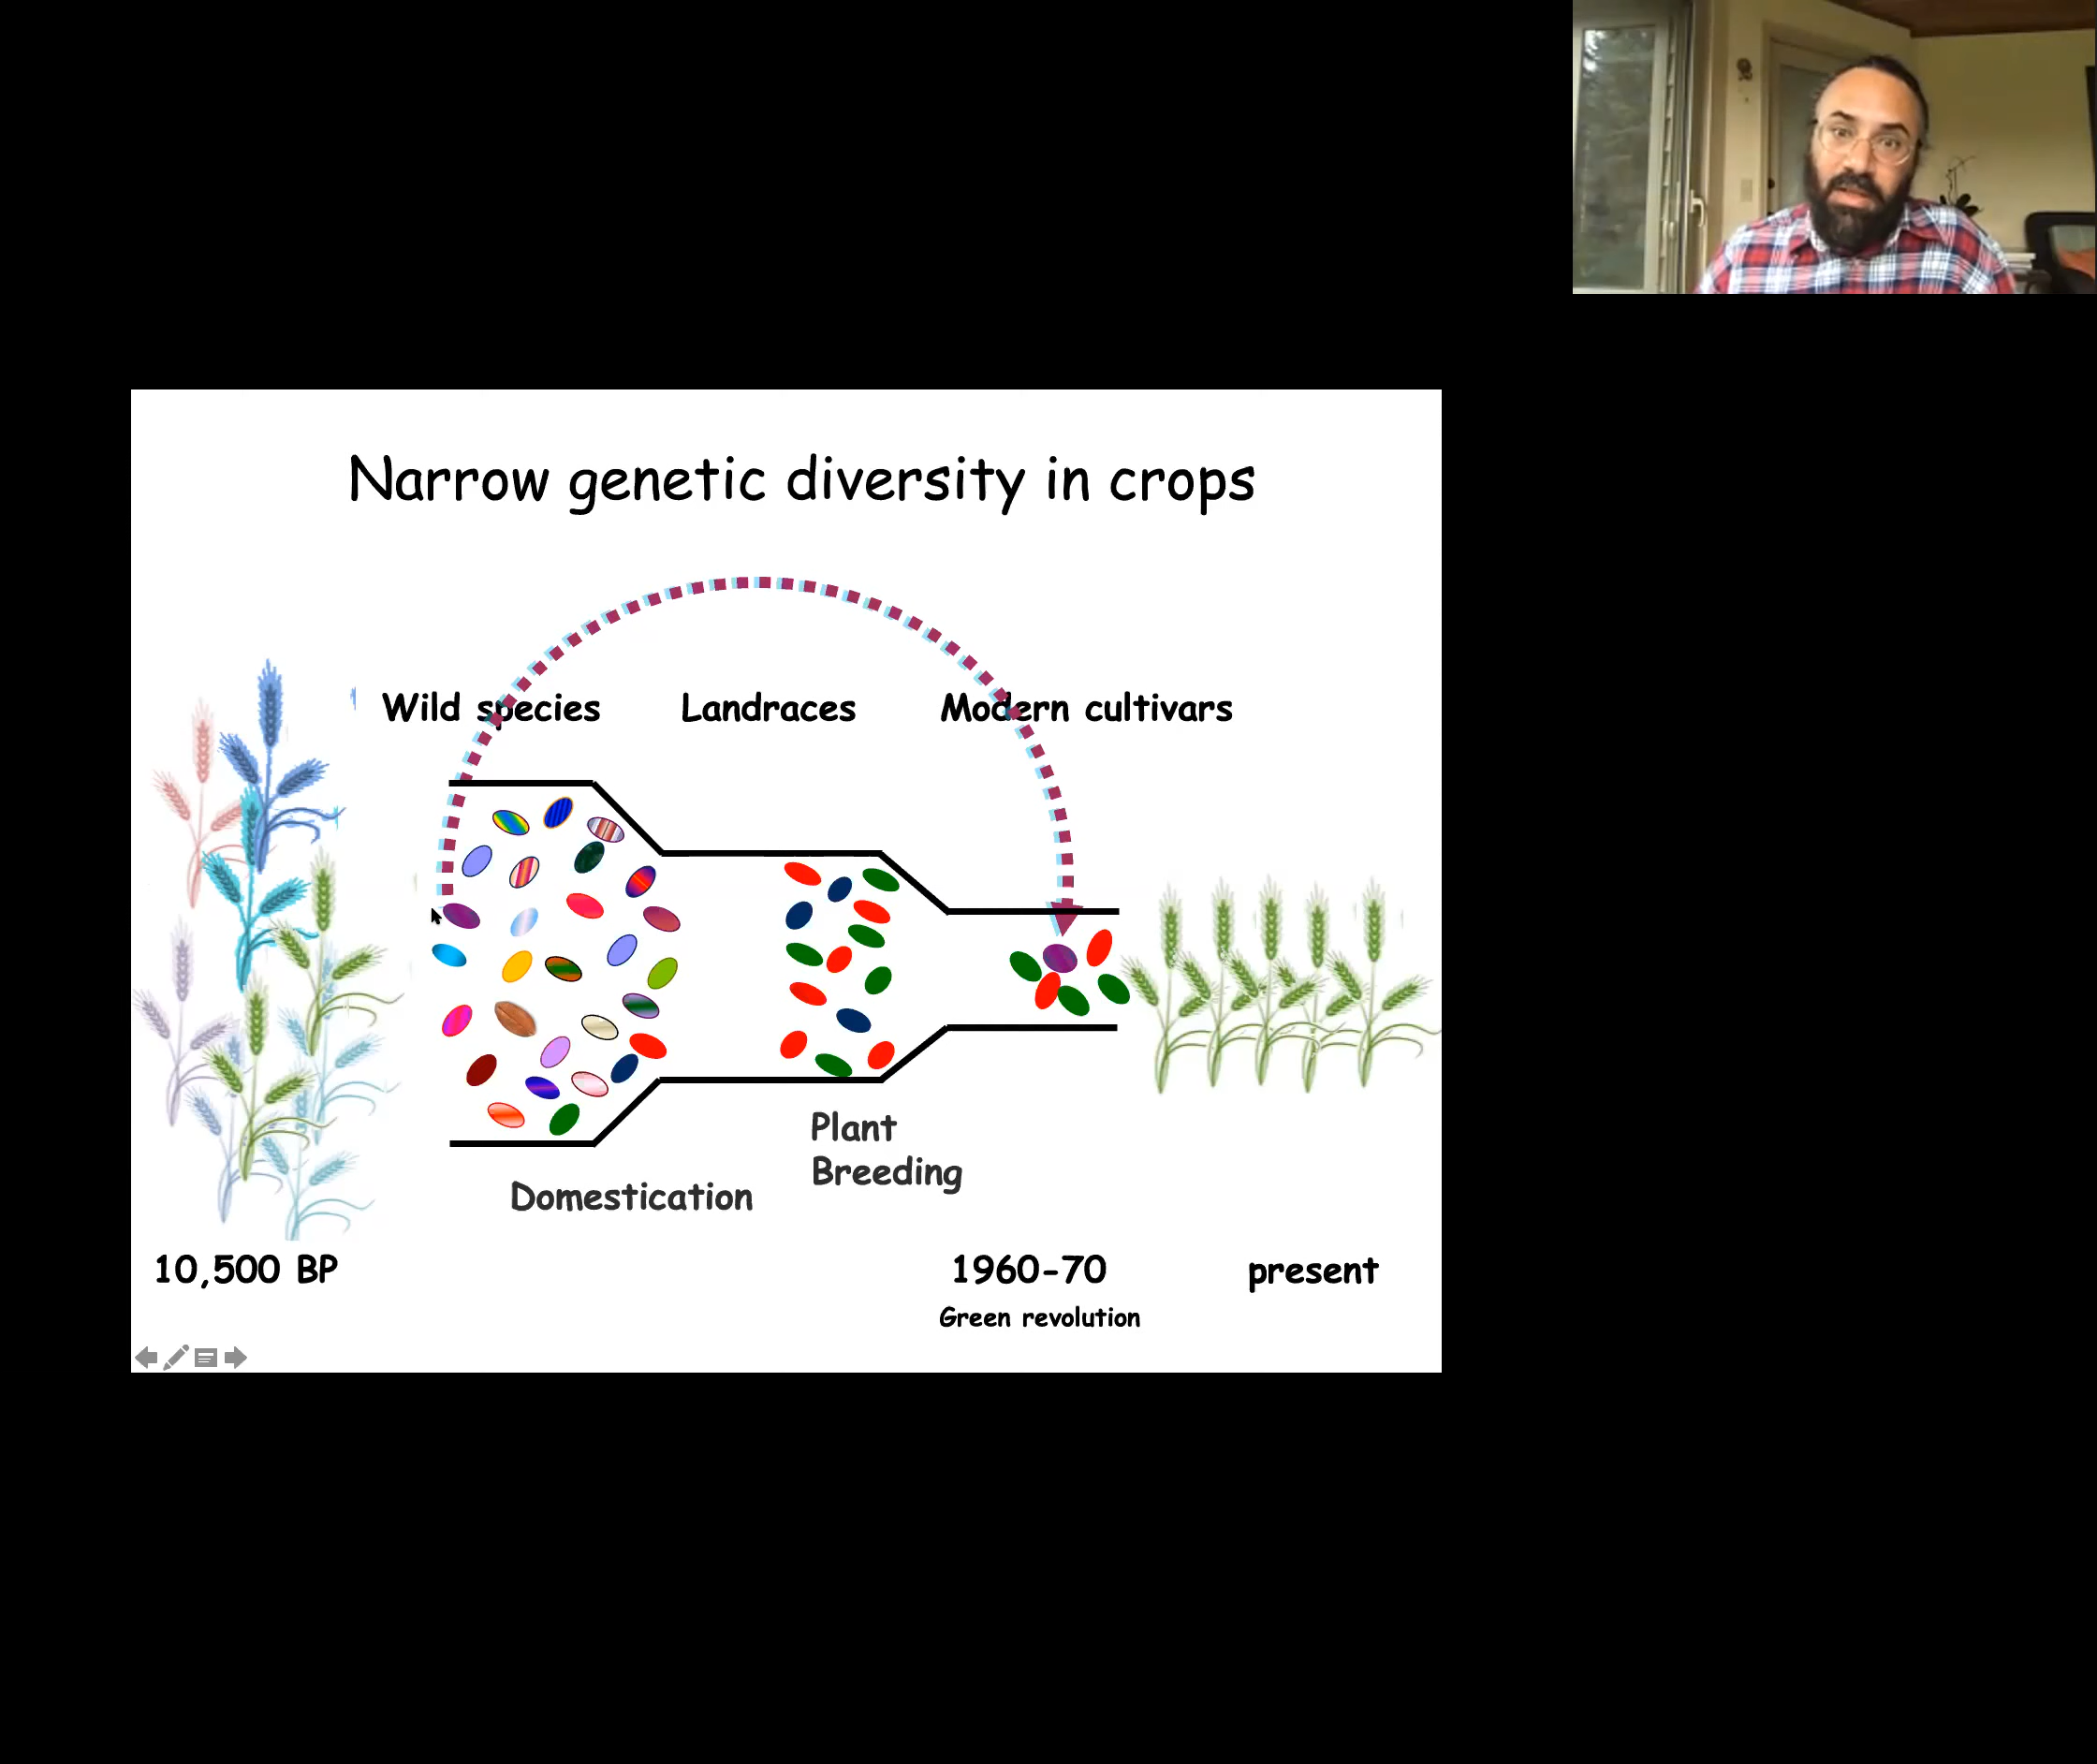 Narrow genetic diversity in crops
Wild species
Landraces
Modern cultivars
Plant
Breeding
Domestication
10,500 BP
1960-70
present
Green revolution